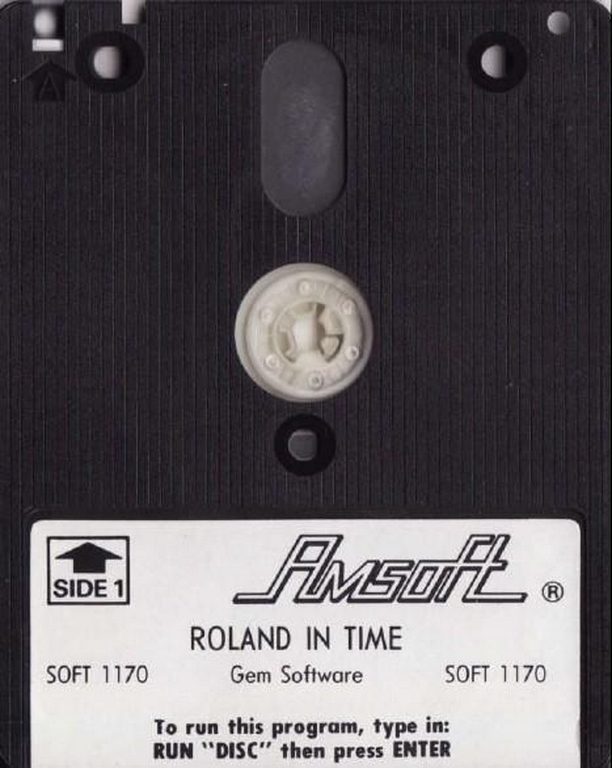 A
SIDE 1
Amsoft ®
ROLAND IN TIME
SOFT 1170 Gem Software SOFT 1170
To run this program, type in:
RUN "DISC" then press ENTER